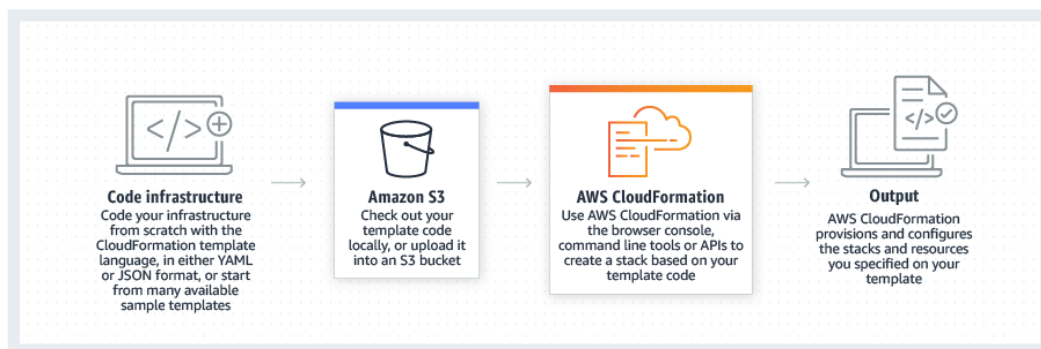 </>
Code infrastructure
Code your infrastructure
from scratch with the
CloudFormation template
language, in either YAML
or JSON format, or start
from many available
sample templates
Amazon S3
Check out your
template code
locally, or upload it
into an S3 bucket
AWS CloudFormation
Use AWS CloudFormation via
the browser console,
command line tools or APIs to
create a stack based on your
template code
</>
Output
AWS CloudFormation
provisions and configures
the stacks and resources
you specified on your
template